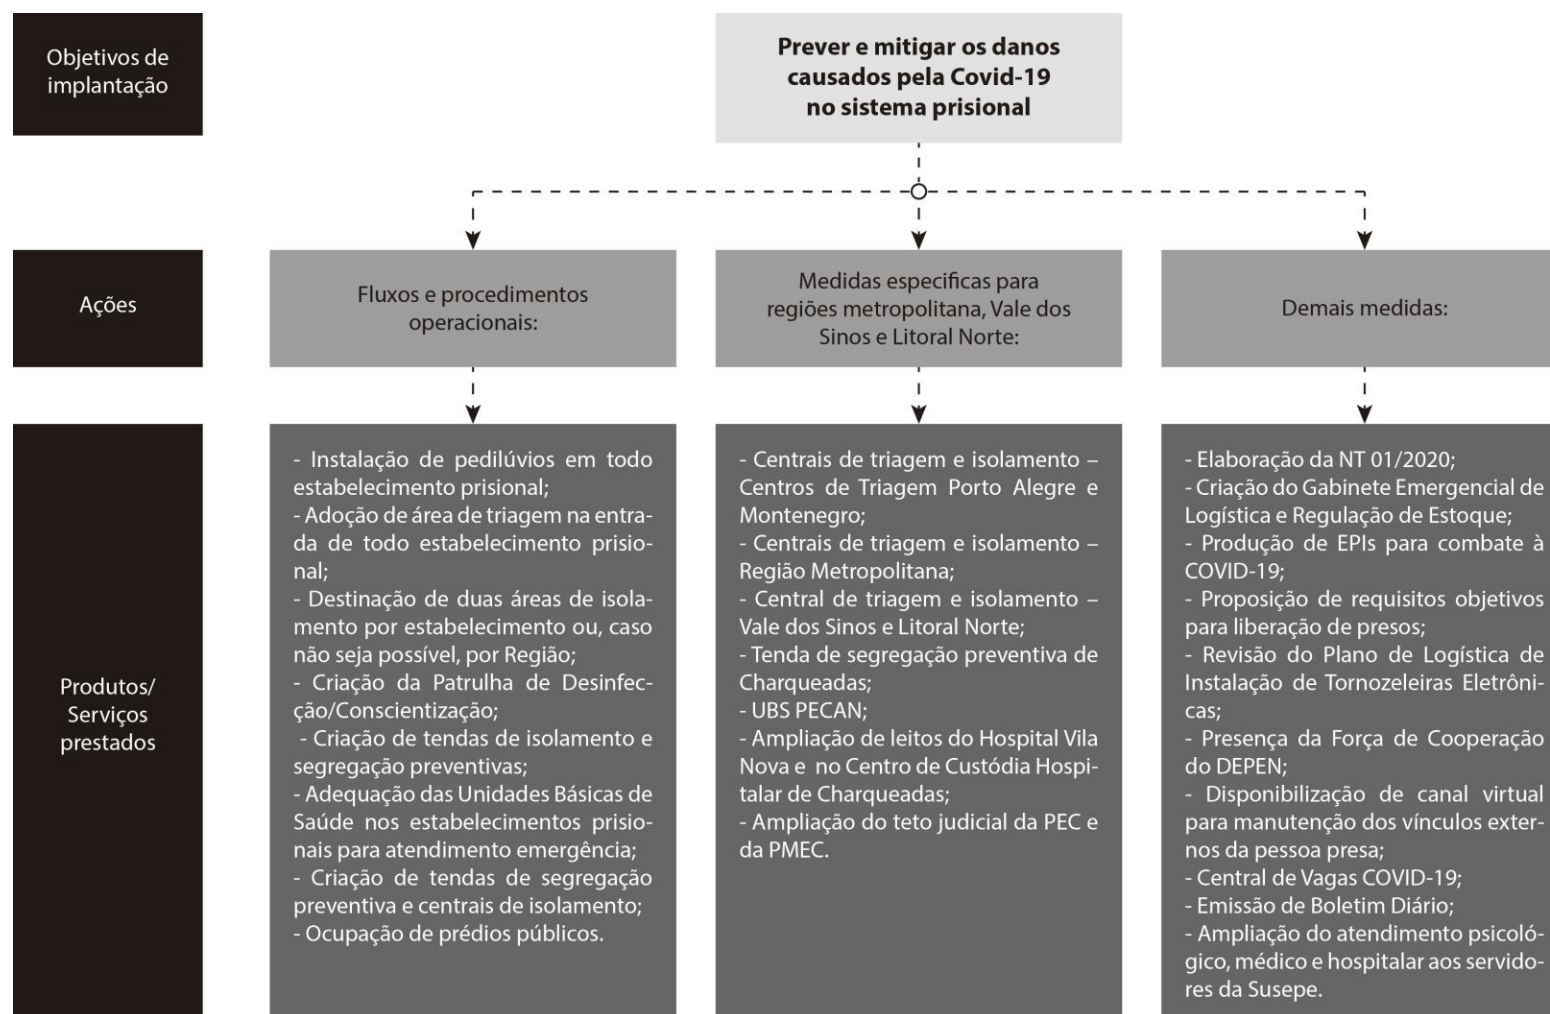 Objetivos de
implantação
Prever e mitigar os danos
causados pela Covid-19
no sistema prisional
Ações
Fluxos e procedimentos
operacionais:
Medidas especificas para
regiões metropolitana, Vale dos
Sinos e Litoral Norte:
Demais medidas:
Produtos/
Serviços
prestados
- Instalação de pedilúvios em todo
estabelecimento prisional;
- Adoção de área de triagem na entra-
da de todo estabelecimento prisio-
nal;
- Destinação de duas áreas de isola-
mento por estabelecimento ou, caso
não seja possível, por Região;
- Criação da Patrulha de Desinfec-
ção/Conscientização;
- Criação de tendas de isolamento e
segregação preventivas;
- Adequação das Unidades Básicas de
Saúde nos estabelecimentos prisio-
nais para atendimento emergência;
- Criação de tendas de segregação
preventiva e centrais de isolamento;
- Ocupação de prédios públicos.
- Centrais de triagem e isolamento –
Centros de Triagem Porto Alegre e
Montenegro;
- Centrais de triagem e isolamento –
Região Metropolitana;
- Central de triagem e isolamento –
Vale dos Sinos e Litoral Norte;
- Tenda de segregação preventiva de
Charqueadas;
- UBS PECAN;
- Ampliação de leitos do Hospital Vila
Nova e no Centro de Custódia Hospi-
talar de Charqueadas;
- Ampliação do teto judicial da PEC e
da PMEC.
- Elaboração da NT 01/2020;
- Criação do Gabinete Emergencial de
Logística e Regulação de Estoque;
- Produção de EPIs para combate à
COVID-19;
- Proposição de requisitos objetivos
para liberação de presos;
- Revisão do Plano de Logística de
Instalação de Tornozeleiras Eletrôni-
cas;
- Presença da Força de Cooperação
do DEPEN;
- Disponibilização de canal virtual
para manutenção dos vínculos exter-
nos da pessoa presa;
- Central de Vagas COVID-19;
- Emissão de Boletim Diário;
- Ampliação do atendimento psicoló-
gico, médico e hospitalar aos servido-
res da Susepe.